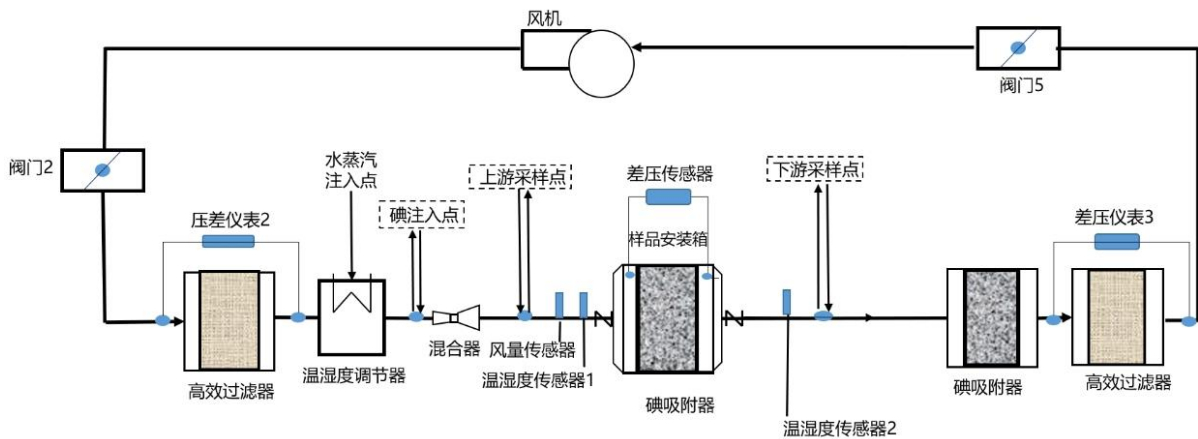 风机
阀门5
阀门2
水蒸汽
注入点
碘注入点
上游采样点
差压传感器
下游采样点
压差仪表2
样品安装箱
差压仪表3
混合器
风量传感器
温湿度传感器1
高效过滤器
温湿度调节器
碘吸附器
温湿度传感器2
碘吸附器
高效过滤器